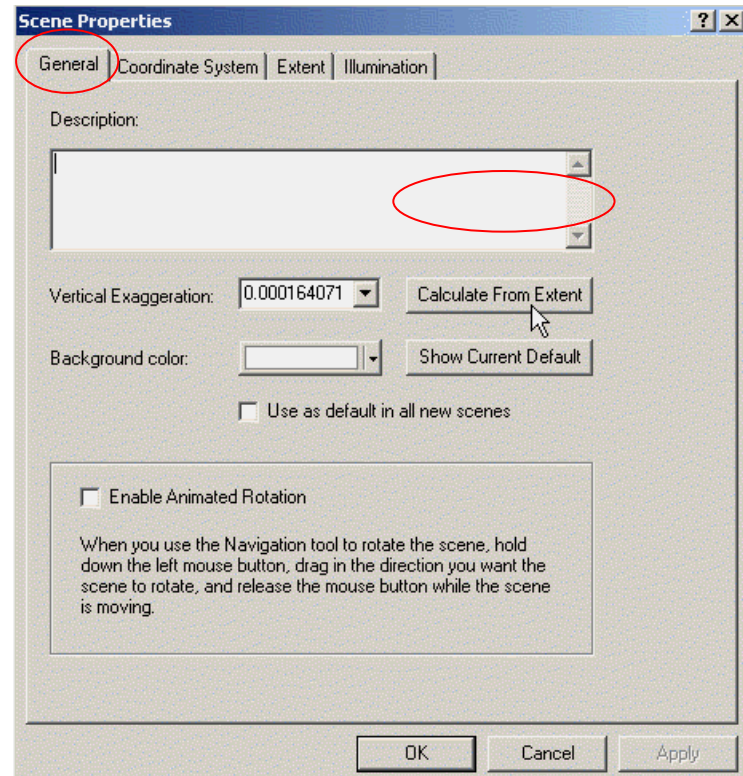 Scene Properties
General Coordinate System Extent Illumination
Description:
Vertical Exaggeration: 0.000164071 Calculate From Extent
Background color: Show Current Default
Use as default in all new scenes
Enable Animated Rotation
When you use the Navigation tool to rotate the scene, hold
down the left mouse button, drag in the direction you want the
scene to rotate, and release the mouse button while the scene
is moving.
OK Cancel Apply